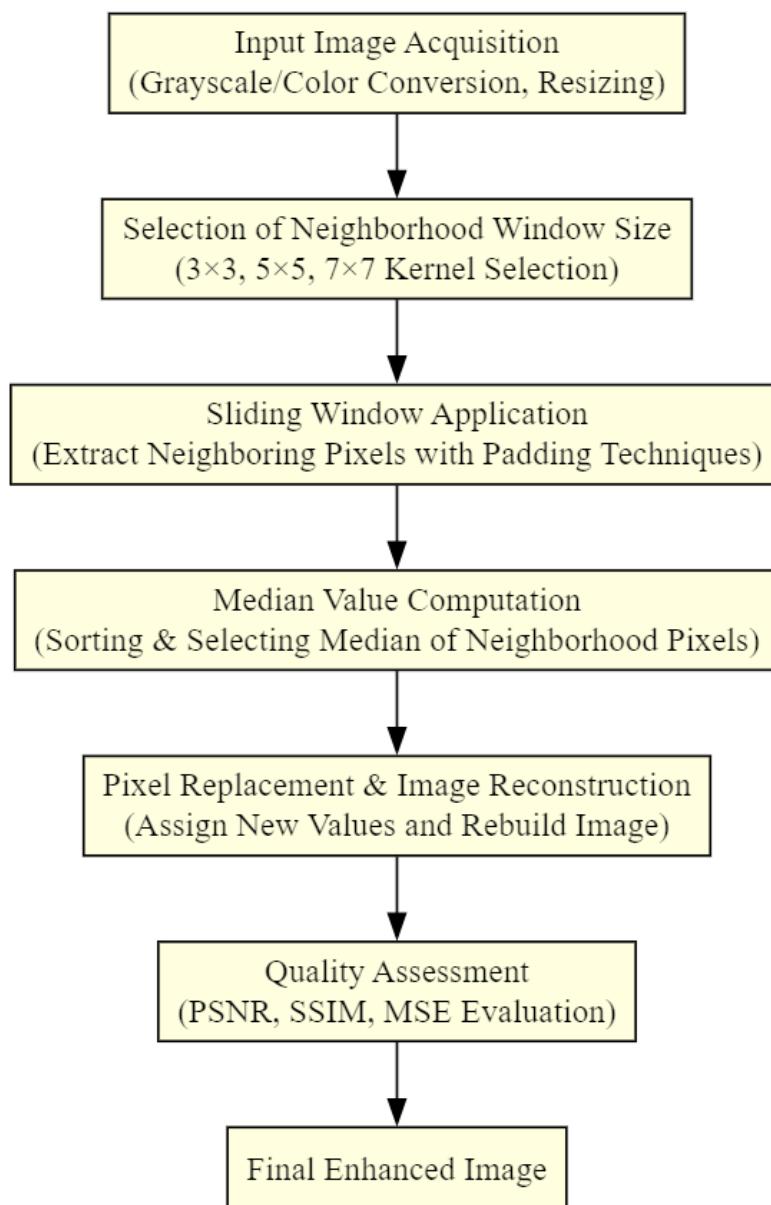 Input Image Acquisition
(Grayscale/Color Conversion, Resizing)
Selection of Neighborhood Window Size
(3×3, 5×5, 7×7 Kernel Selection)
Sliding Window Application
(Extract Neighboring Pixels with Padding Techniques)
Median Value Computation
(Sorting & Selecting Median of Neighborhood Pixels)
Pixel Replacement & Image Reconstruction
(Assign New Values and Rebuild Image)
Quality Assessment
(PSNR, SSIM, MSE Evaluation)
Final Enhanced Image